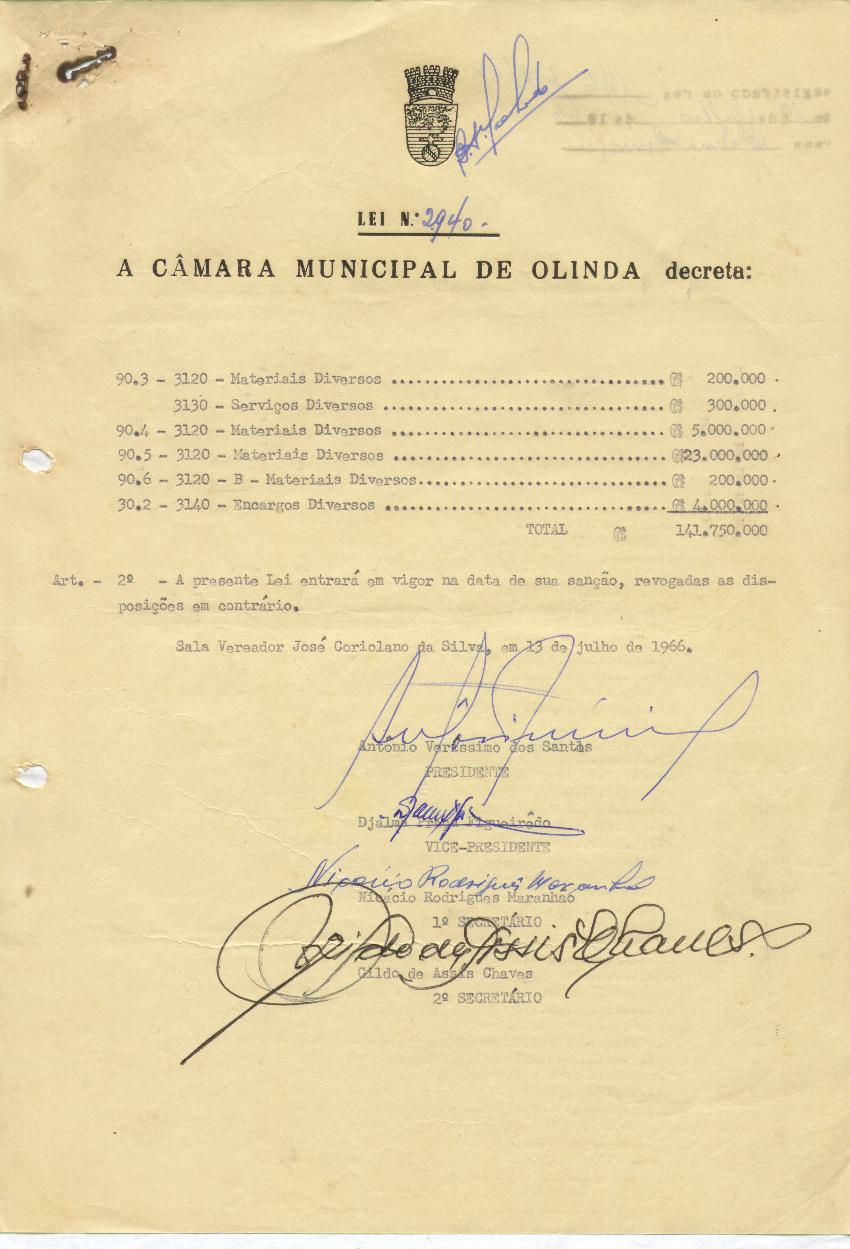 LEI N.º 2940.
A CÂMARA MUNICIPAL DE OLINDA decreta:
90.3 - 3120 - Materiais Diversos .................................. ₢ 200.000 .
3130 - Serviços Diversos .................................. ₢ 300.000 .
90.4 - 3120 - Materiais Diversos .................................. ₢ 5.000.000 .
90.5 - 3120 - Materiais Diversos .................................. ₢23.000.000 .
90.6 - 3120 - B - Materiais Diversos.............................. ₢ 200.000 .
30.2 - 3140 - Encargos Diversos .................................. ₢ 4.000.000 .
TOTAL ₢ 141.750.000
Art. - 2º - A presente Lei entrará em vigor na data de sua sanção, revogadas as dis-
posições em contrário.
Sala Vereador José Coriolano da Silva, em 13 de julho de 1966.
Antonio Veríssimo dos Santos
PRESIDENTE
Djalma Figueirêdo
VICE-PRESIDENTE
Nicácio Rodrigues Maranhão
Nicácio Rodrigues Maranhão
1º SECRETÁRIO
Gildo de Assis Chaves
Gildo de Assis Chaves
2º SECRETÁRIO